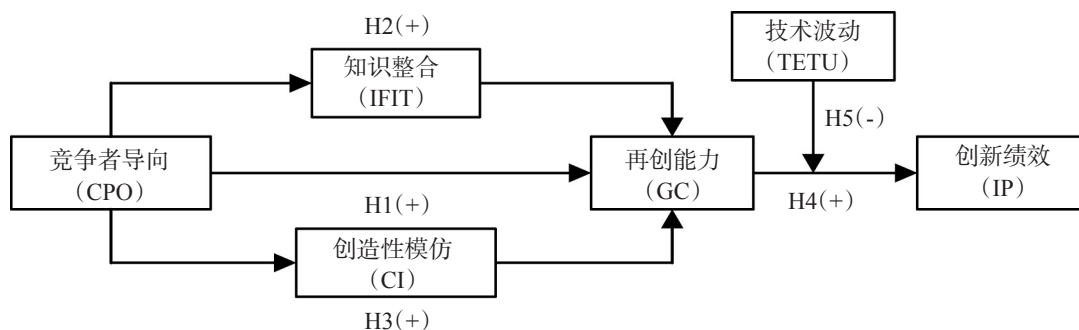 H2(+)
知识整合
(IFIT)
技术波动
(TETU)
H5(-)
竞争者导向
(CPO)
再创能力
(GC)
创新绩效
(IP)
H1(+)
H4(+)
创造性模仿
(CI)
H3(+)